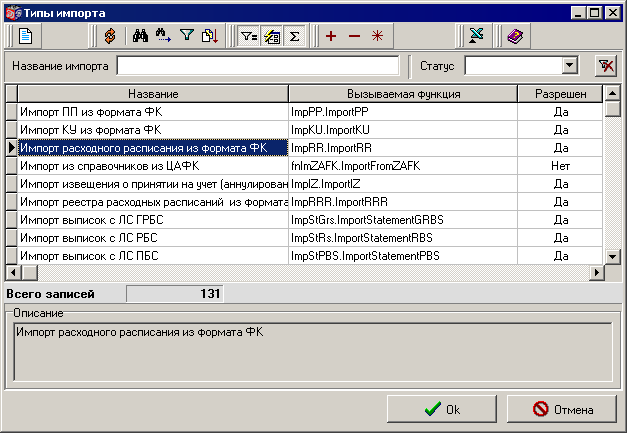 Типы импорта
Название импорта Статус
Название Вызываемая функция Разрешен
Импорт ПП из формата ФК ImpPP.ImportPP Да
Импорт КУ из формата ФК ImpKU.ImportKU Да
Импорт расходного расписания из формата ФК ImpRR.ImportRR Да
Импорт из справочников из ЦАФК fnImZAFK.ImportFromZAFK Нет
Импорт извещения о принятии на учет (аннулирован ImpIZ.ImportIZ Да
Импорт реестра расходных расписаний из формата ImpRRR.ImportRRR Да
Импорт выписок с ЛС ГРБС ImpStGrs.ImportStatementGRBS Да
Импорт выписок с ЛС РБС ImpStRs.ImportStatementRBS Да
Импорт выписок с ЛС ПБС ImpStPBS.ImportStatementPBS Да
Всего записей 131
Описание
Импорт расходного расписания из формата ФК
Ok Отмена